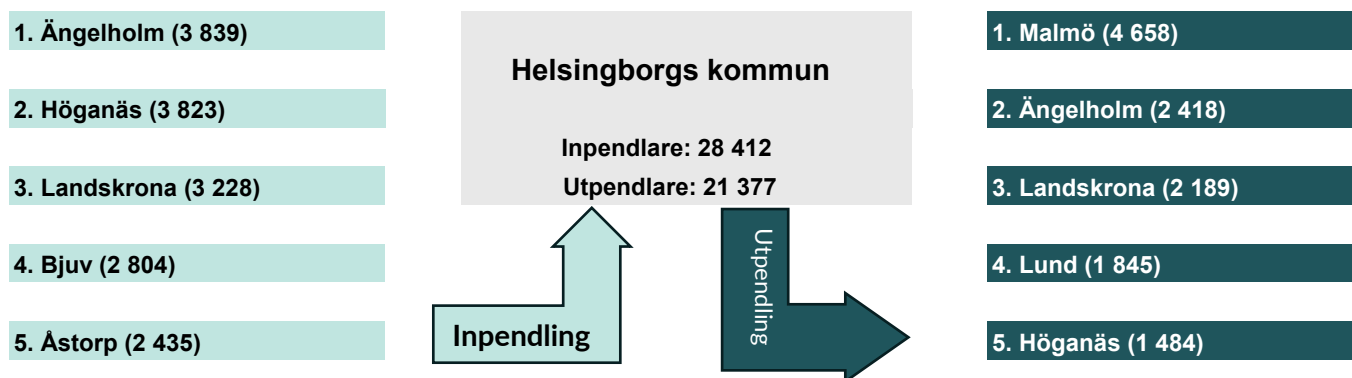 1. Ängelholm (3 839)
2. Höganäs (3 823)
3. Landskrona (3 228)
4. Bjuv (2 804)
5. Åstorp (2 435)
Helsingborgs kommun
Inpendlare: 28 412
Utpendlare: 21 377
Inpendling
Utpendling
1. Malmö (4 658)
2. Ängelholm (2 418)
3. Landskrona (2 189)
4. Lund (1 845)
5. Höganäs (1 484)